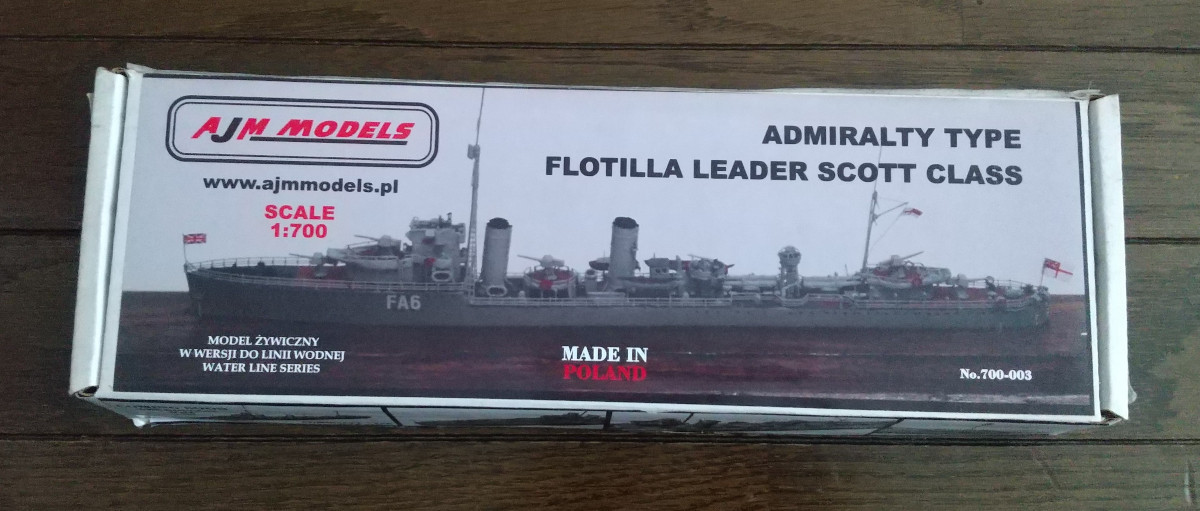 AJM MODELS
www.ajmmodels.pl
SCALE
1:700
ADMIRALTY TYPE
FLOTILLA LEADER SCOTT CLASS
FA6
MODEL ŻYWICZNY
W WERSJI DO LINII WODNEJ
WATER LINE SERIES
MADE IN
POLAND
No.700-003